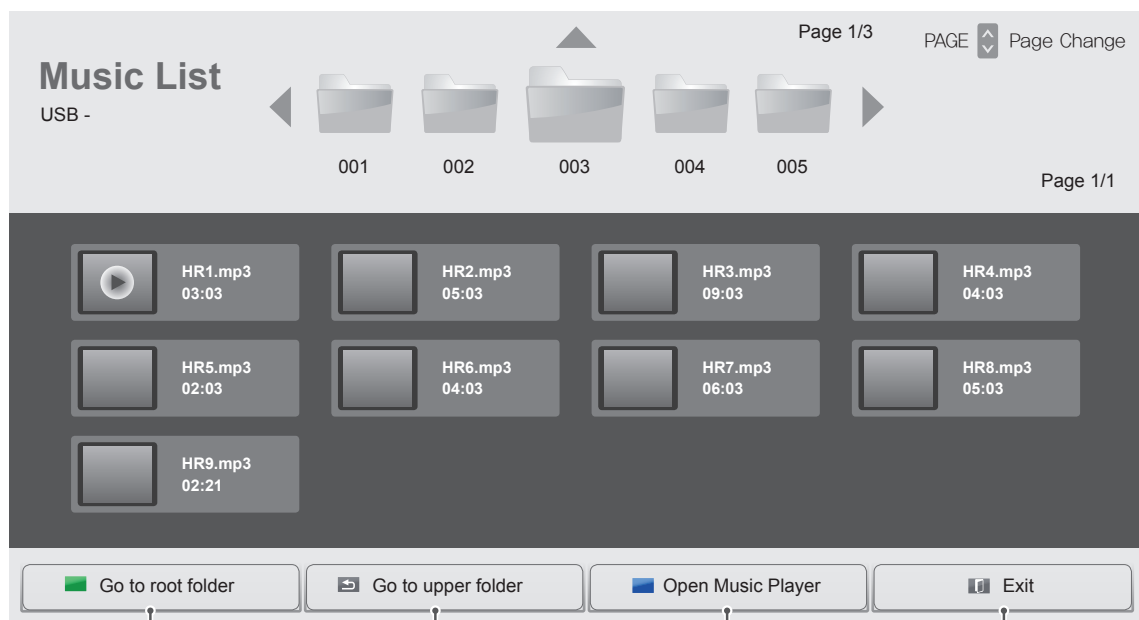 Page 1/3
PAGE Page Change
Music List
USB -
001 002 003 004 005
Page 1/1
HR1.mp3 HR2.mp3 HR3.mp3 HR4.mp3
03:03 05:03 09:03 04:03
HR5.mp3 HR6.mp3 HR7.mp3 HR8.mp3
02:03 04:03 06:03 05:03
HR9.mp3
02:21
Go to root folder Go to upper folder Open Music Player Exit